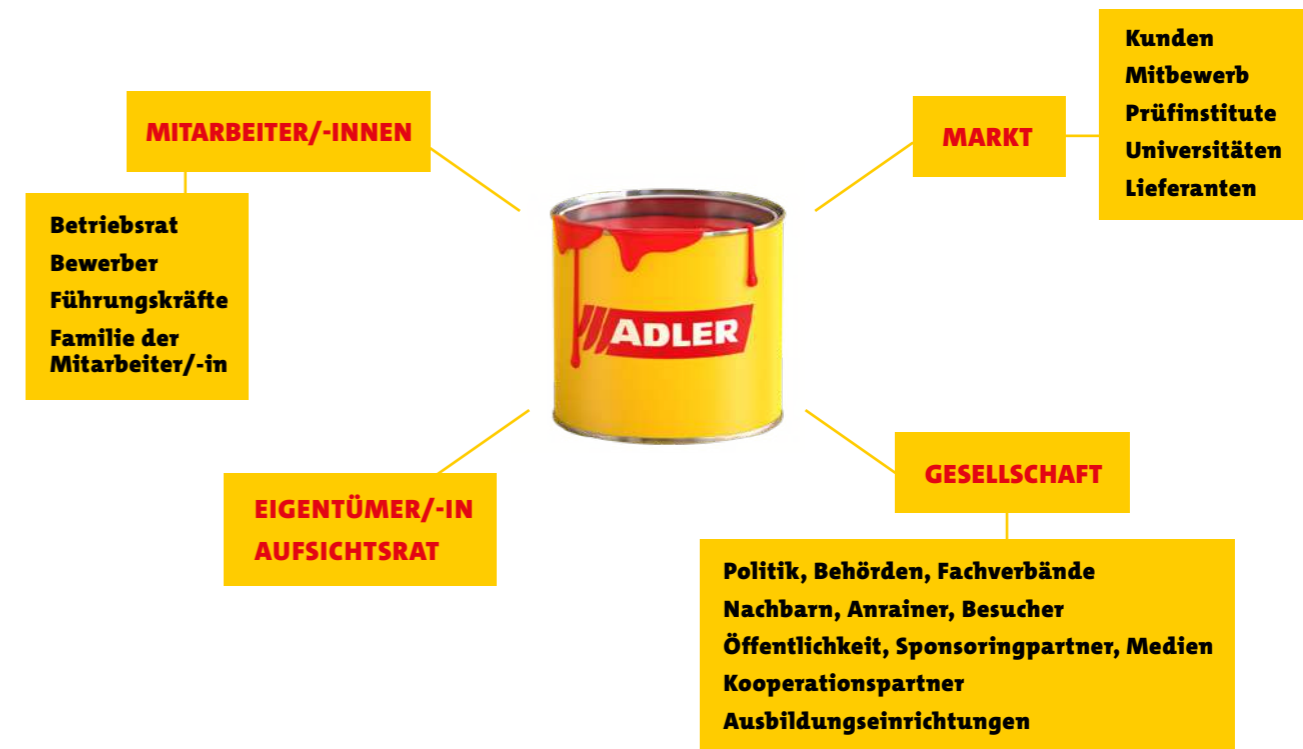 MITARBEITER/-INNEN
Betriebsrat
Bewerber
Führungskräfte
Familie der
Mitarbeiter/-in
MARKT
Kunden
Mitbewerb
Prüfinstitute
Universitäten
Lieferanten
ADLER
EIGENTÜMER/-IN
AUFSICHTSRAT
GESELLSCHAFT
Politik, Behörden, Fachverbände
Nachbarn, Anrainer, Besucher
Öffentlichkeit, Sponsoringpartner, Medien
Kooperationspartner
Ausbildungseinrichtungen